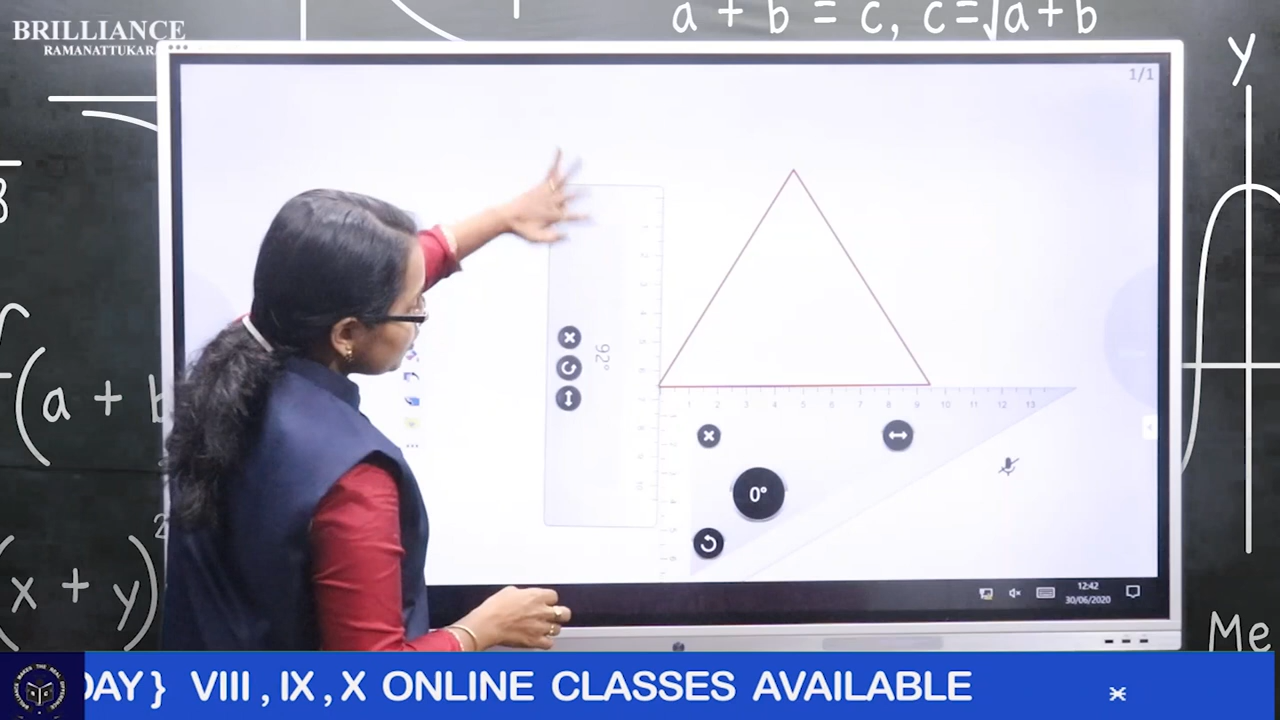 BRILLIANCE
RAMANATTUKARA
a + b = c, c=√a+b
y
1/1
92°
1 2 3 4 5 6 7 8 9 10 11 12 13
0°
(a + b
2
(x + y)
12:42
30/06/2020
Me
DAY } VIII , IX , X ONLINE CLASSES AVAILABLE